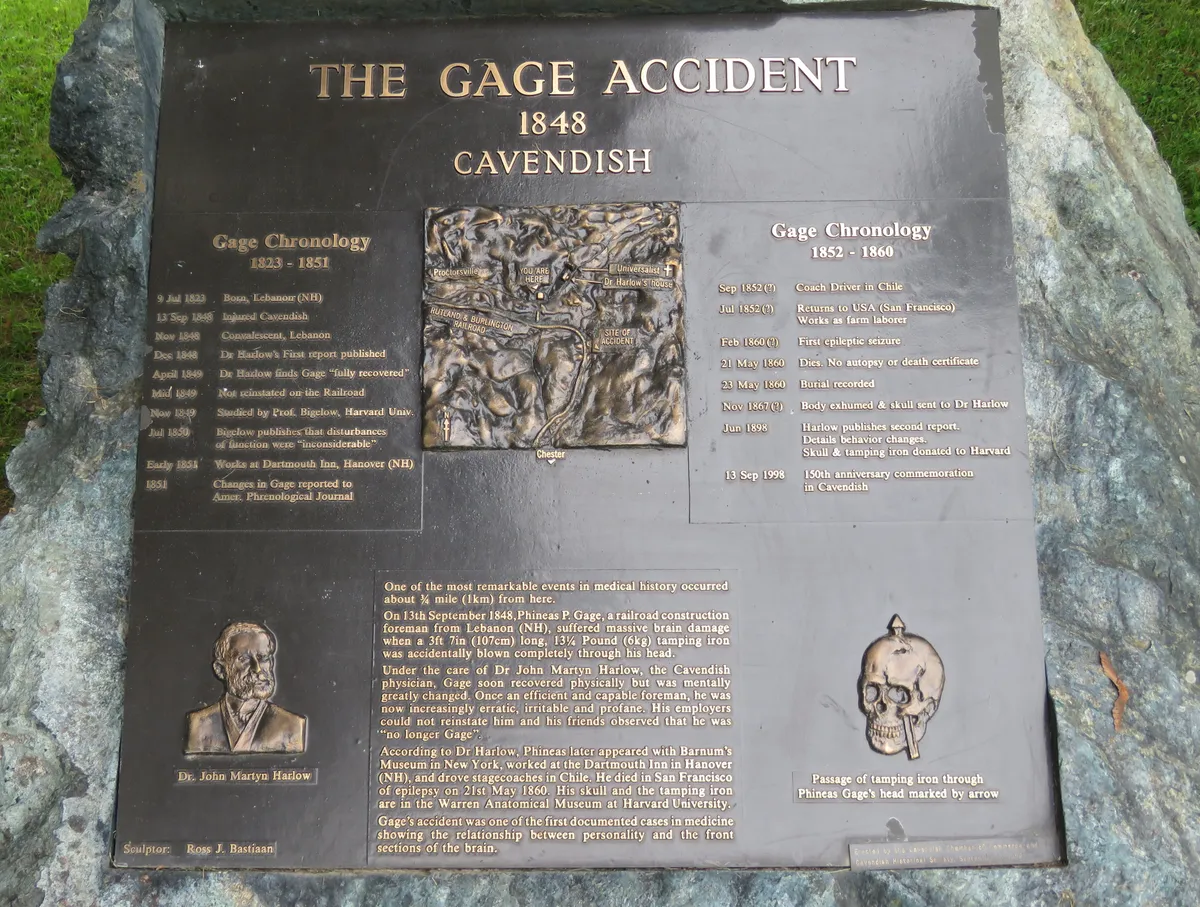 THE GAGE ACCIDENT
1848
CAVENDISH
Gage Chronology
1823 - 1851
9 Jul 1823 Born, Lebanon (NH)
13 Sep 1848 Injured Cavendish
Nov 1848 Convalescent, Lebanon
Dec 1848 Dr Harlow's First report published
April 1849 Dr Harlow finds Gage "fully recovered"
Mid 1849 Not reinstated on the Railroad
Nov 1849 Studied by Prof. Bigelow, Harvard Univ.
Jul 1850 Bigelow publishes that disturbances
of function were "inconsiderable"
Early 1851 Works at Dartmouth Inn, Hanover (NH)
1851 Changes in Gage reported to
Amer. Phrenological Journal
Proctorsville
YOU ARE
HERE
Universalist
Dr Harlow's house
RUTLAND & BURLINGTON
RAILROAD
SITE OF
ACCIDENT
Chester
Gage Chronology
1852 - 1860
Sep 1852(?) Coach Driver in Chile
Jul 1852(?) Returns to USA (San Francisco)
Works as farm laborer
Feb 1860(?) First epileptic seizure
21 May 1860 Dies. No autopsy or death certificate
23 May 1860 Burial recorded
Nov 1867(?) Body exhumed & skull sent to Dr Harlow
Jun 1898 Harlow publishes second report.
Details behavior changes.
Skull & tamping iron donated to Harvard
13 Sep 1998 150th anniversary commemoration
in Cavendish
Dr. John Martyn Harlow
Sculptor: Ross J. Bastiaan
One of the most remarkable events in medical history occurred
about ¾ mile (1km) from here.
On 13th September 1848, Phineas P. Gage, a railroad construction
foreman from Lebanon (NH), suffered massive brain damage
when a 3ft 7in (107cm) long, 13¼ Pound (6kg) tamping iron
was accidentally blown completely through his head.
Under the care of Dr John Martyn Harlow, the Cavendish
physician, Gage soon recovered physically but was mentally
greatly changed. Once an efficient and capable foreman, he was
now increasingly erratic, irritable and profane. His employers
could not reinstate him and his friends observed that he was
"no longer Gage".
According to Dr Harlow, Phineas later appeared with Barnum's
Museum in New York, worked at the Dartmouth Inn in Hanover
(NH), and drove stagecoaches in Chile. He died in San Francisco
of epilepsy on 21st May 1860. His skull and the tamping iron
are in the Warren Anatomical Museum at Harvard University.
Gage's accident was one of the first documented cases in medicine
showing the relationship between personality and the front
sections of the brain.
Passage of tamping iron through
Phineas Gage's head marked by arrow